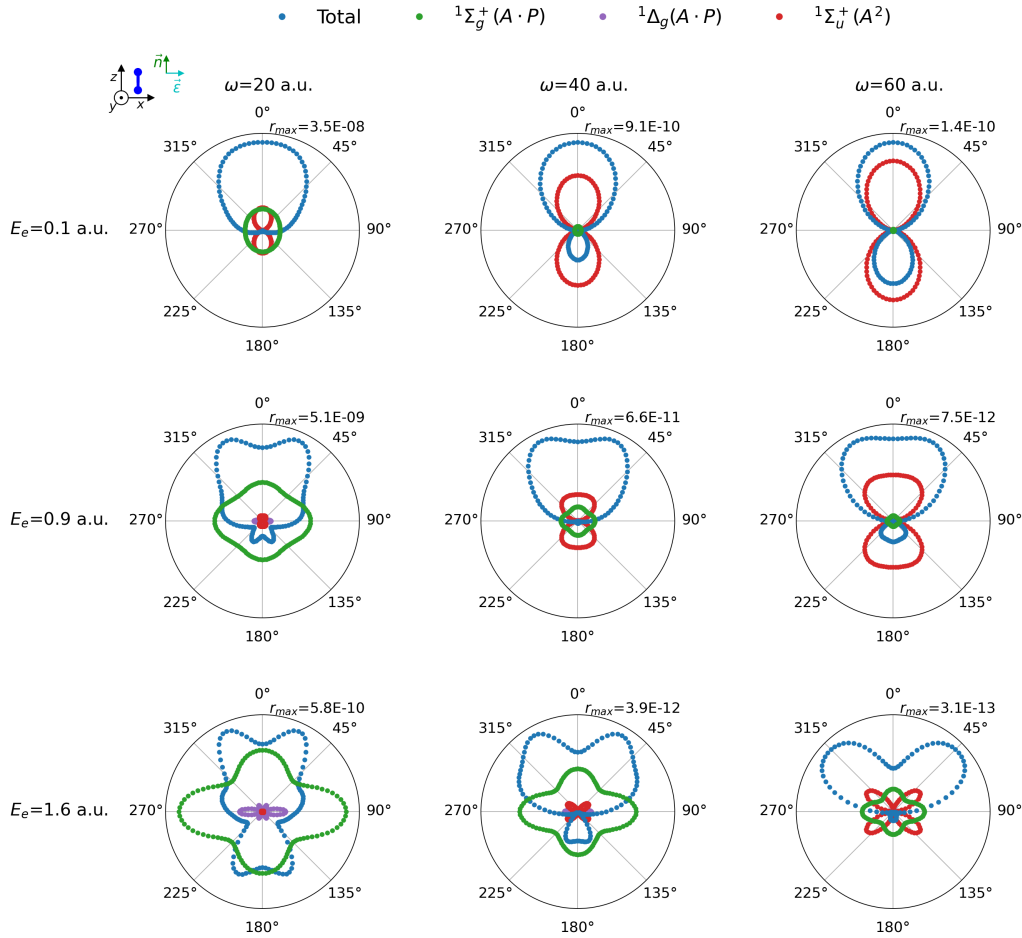 Total ¹Σg⁺(A · P) ¹Δg(A · P) ¹Σu⁺(A²)
n⃗
z
ε⃗
y x
ω=20 a.u. ω=40 a.u. ω=60 a.u.
0° 0° 0°
rmax=3.5E-08 rmax=9.1E-10 rmax=1.4E-10
315° 45° 315° 45° 315° 45°
Ee=0.1 a.u. 270° 90° 270° 90° 270° 90°
225° 135° 225° 135° 225° 135°
180° 180° 180°
0° 0° 0°
rmax=5.1E-09 rmax=6.6E-11 rmax=7.5E-12
315° 45° 315° 45° 315° 45°
Ee=0.9 a.u. 270° 90° 270° 90° 270° 90°
225° 135° 225° 135° 225° 135°
180° 180° 180°
0° 0° 0°
rmax=5.8E-10 rmax=3.9E-12 rmax=3.1E-13
315° 45° 315° 45° 315° 45°
Ee=1.6 a.u. 270° 90° 270° 90° 270° 90°
225° 135° 225° 135° 225° 135°
180° 180° 180°